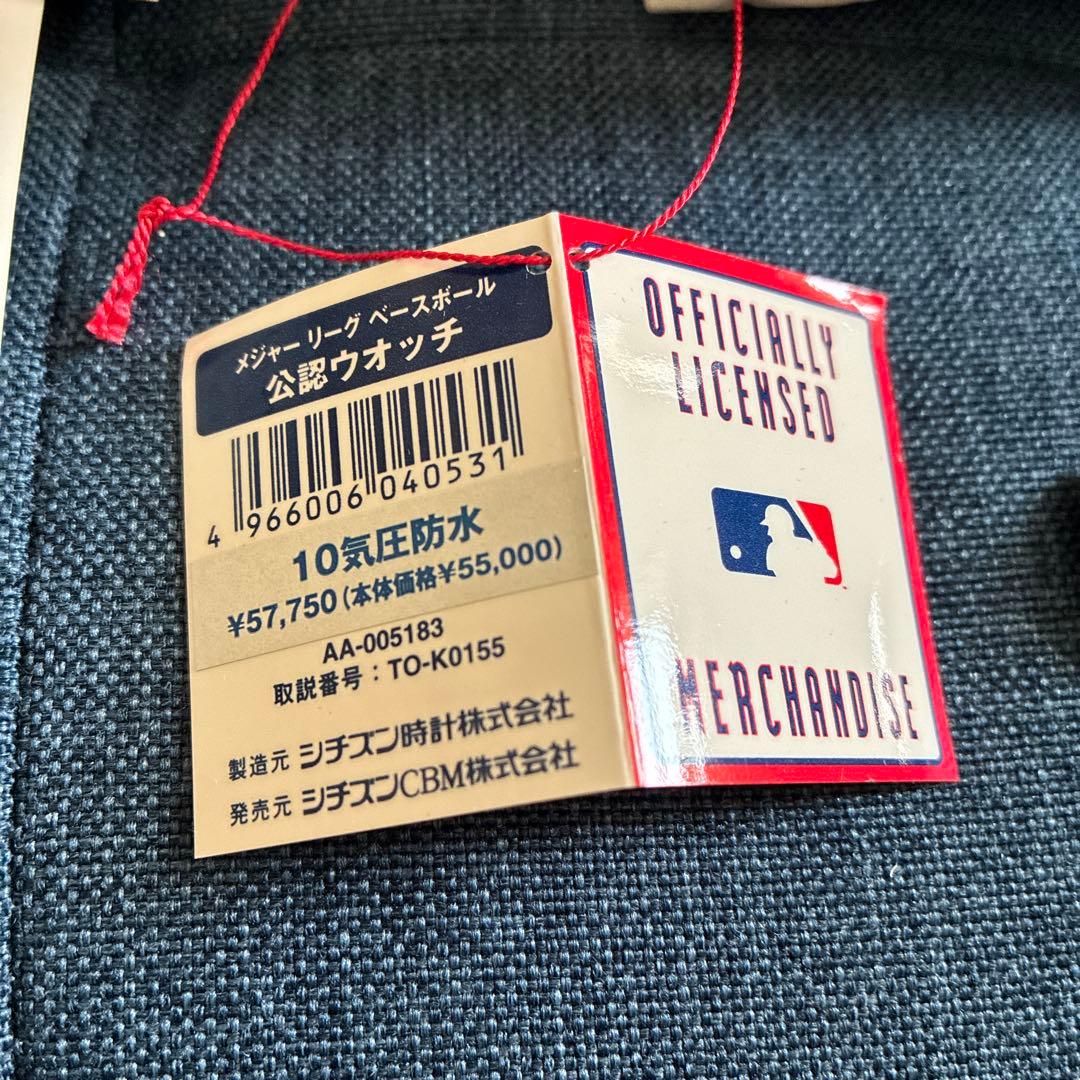 メジャー リーグ ベースボール
公認ウオッチ
4 966006 040531
10気圧防水
¥57,750(本体価格¥55,000)
AA-005183
取説番号:TO-K0155
製造元 シチズン時計株式会社
発売元 シチズンCBM株式会社
OFFICIALLY
LICENSED
MERCHANDISE